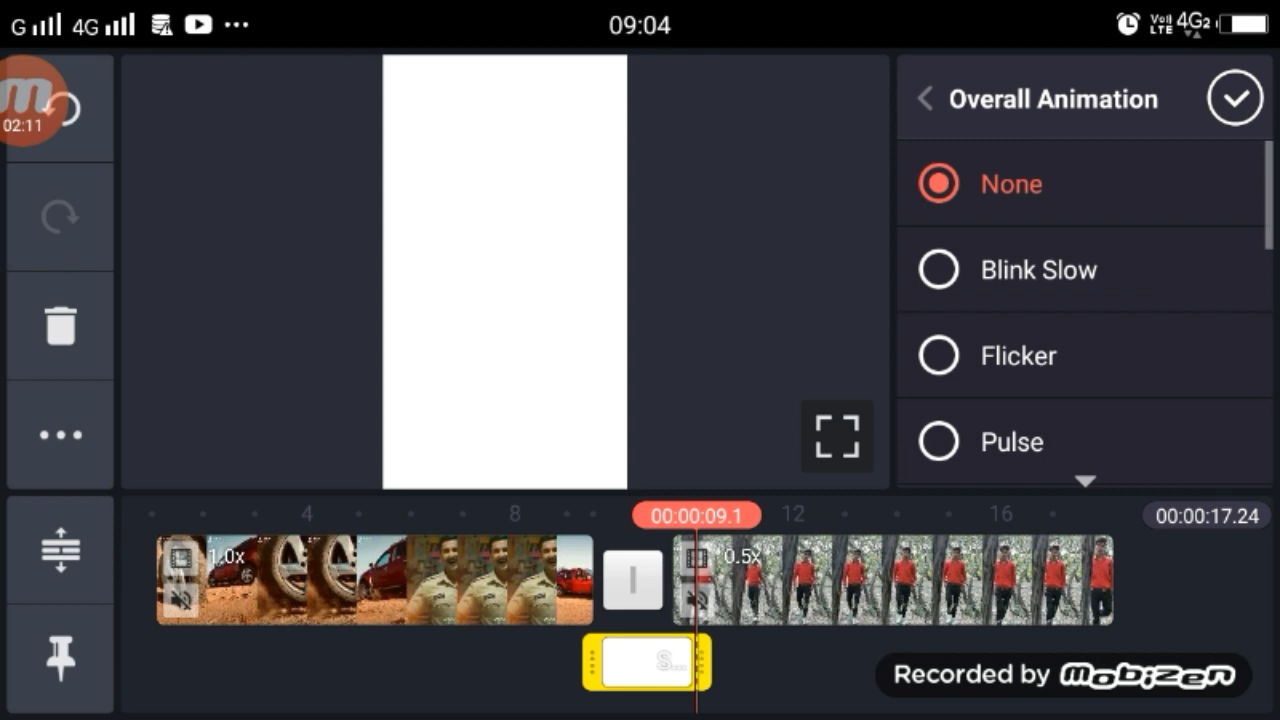 G 4G
09:04
VoII LTE 4G2
02:11
Overall Animation
None
Blink Slow
Flicker
Pulse
4
8
00:00:09.1
12
16
00:00:17.24
1.0x
0.5x
S...
Recorded by mobizen